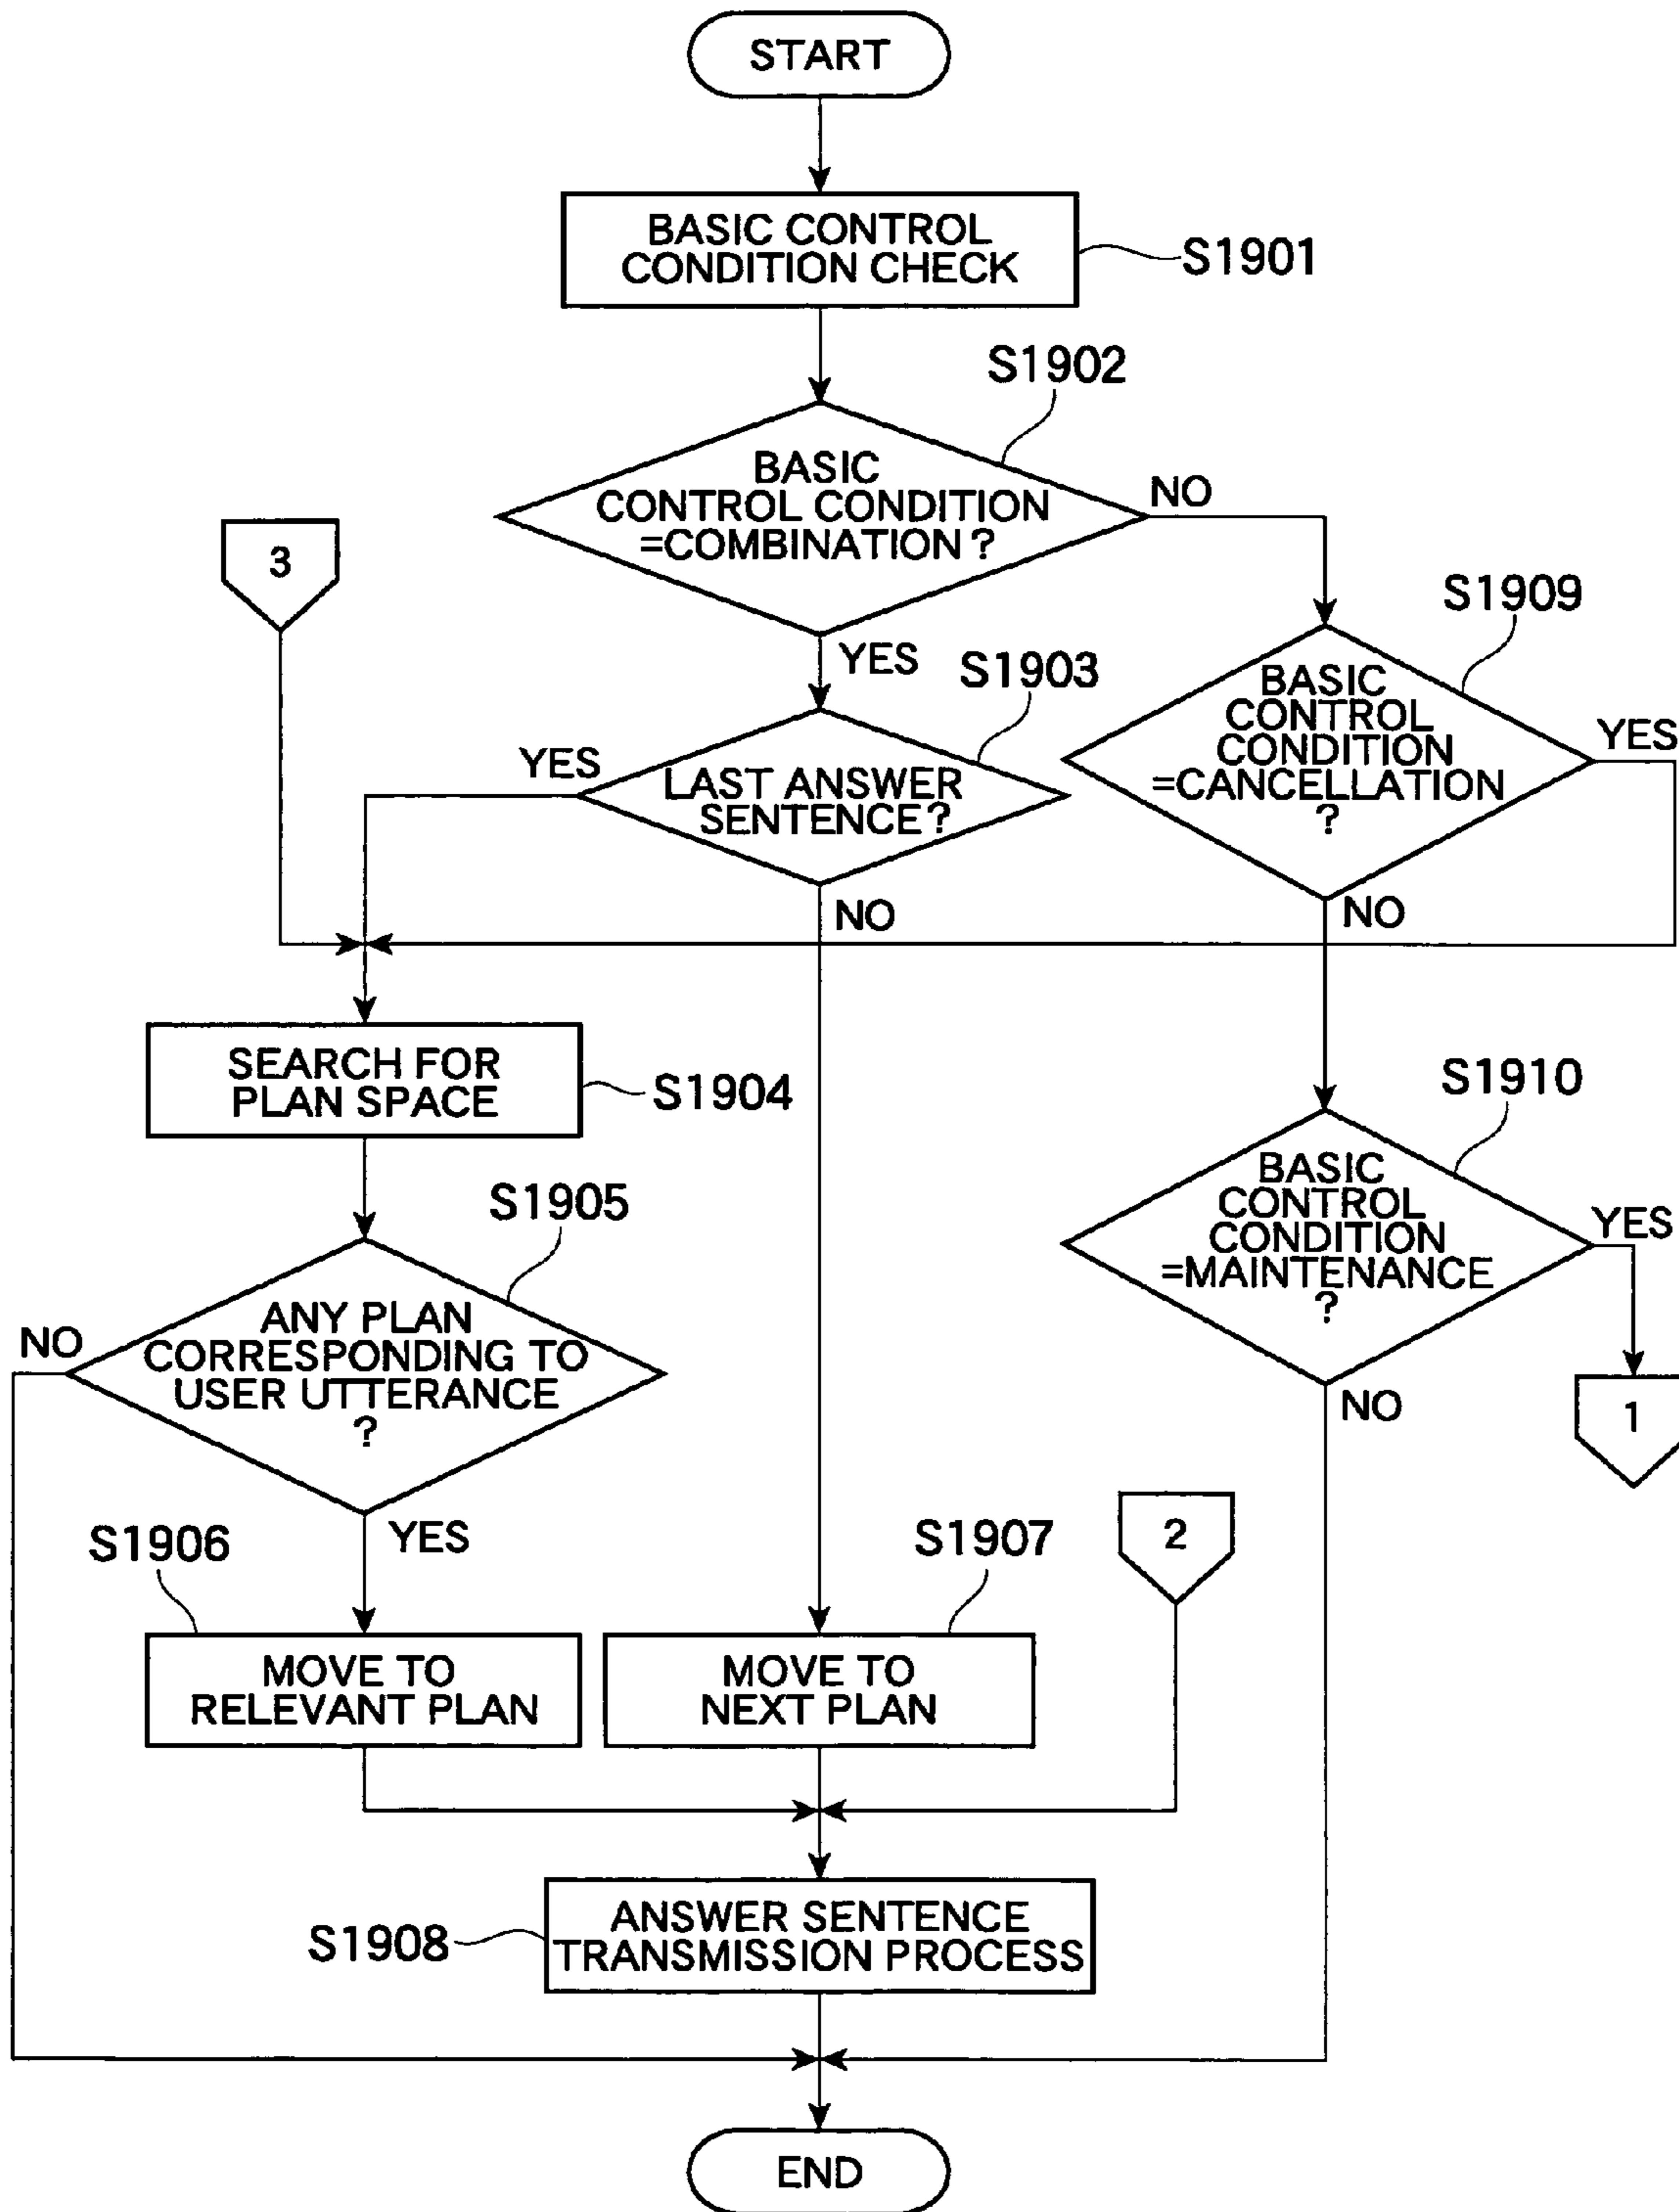 START
BASIC CONTROL
CONDITION CHECK
S1901
S1902
BASIC
CONTROL CONDITION
=COMBINATION ?
NO
YES
3
S1903
LAST ANSWER
SENTENCE?
YES
NO
S1909
BASIC
CONTROL
CONDITION
=CANCELLATION
?
YES
NO
SEARCH FOR
PLAN SPACE
S1904
S1905
ANY PLAN
CORRESPONDING TO
USER UTTERANCE
?
NO
YES
S1910
BASIC
CONTROL
CONDITION
=MAINTENANCE
?
YES
NO
1
S1906
MOVE TO
RELEVANT PLAN
S1907
MOVE TO
NEXT PLAN
2
S1908
ANSWER SENTENCE
TRANSMISSION PROCESS
END